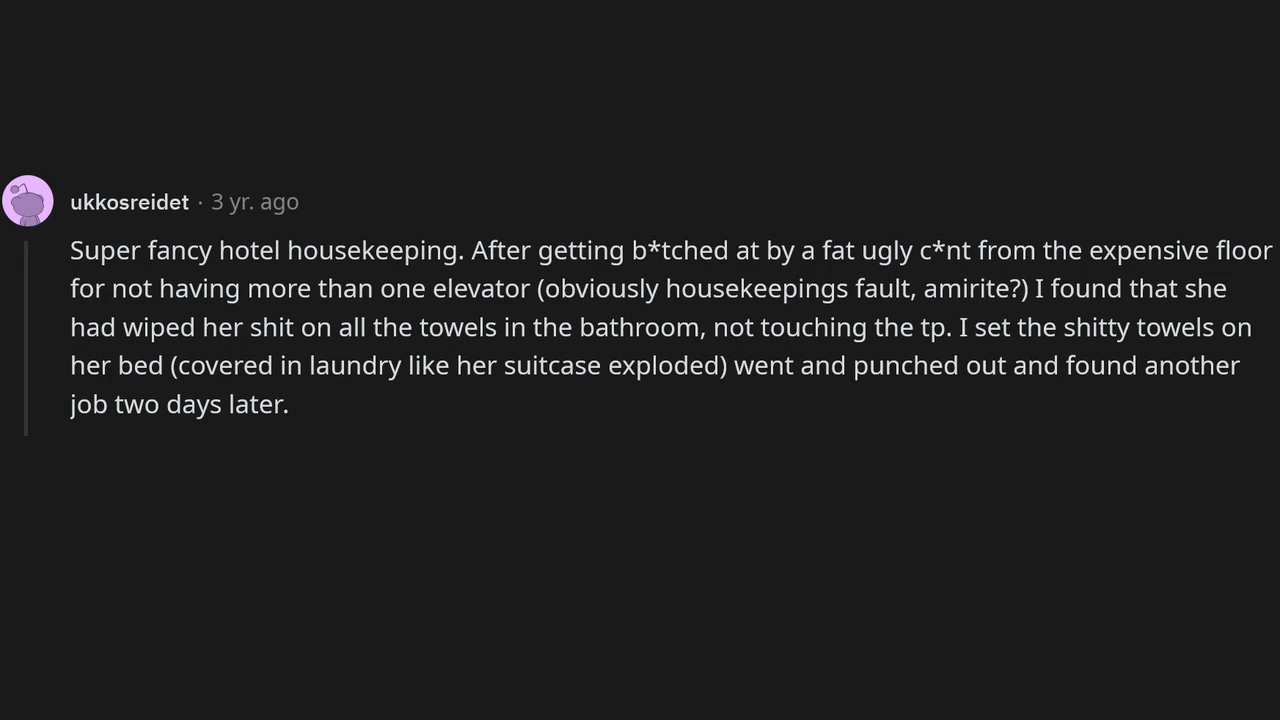 ukkosreidet · 3 yr. ago
Super fancy hotel housekeeping. After getting b*tched at by a fat ugly c*nt from the expensive floor
for not having more than one elevator (obviously housekeepings fault, amirite?) I found that she
had wiped her shit on all the towels in the bathroom, not touching the tp. I set the shitty towels on
her bed (covered in laundry like her suitcase exploded) went and punched out and found another
job two days later.